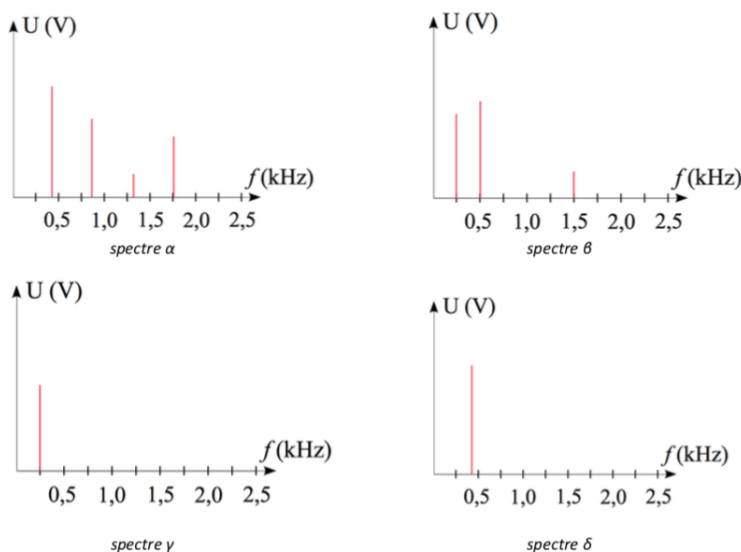 U (V)
f (kHz)
0,5 1,0 1,5 2,0 2,5
spectre α
U (V)
f (kHz)
0,5 1,0 1,5 2,0 2,5
spectre β
U (V)
f (kHz)
0,5 1,0 1,5 2,0 2,5
spectre γ
U (V)
f (kHz)
0,5 1,0 1,5 2,0 2,5
spectre δ